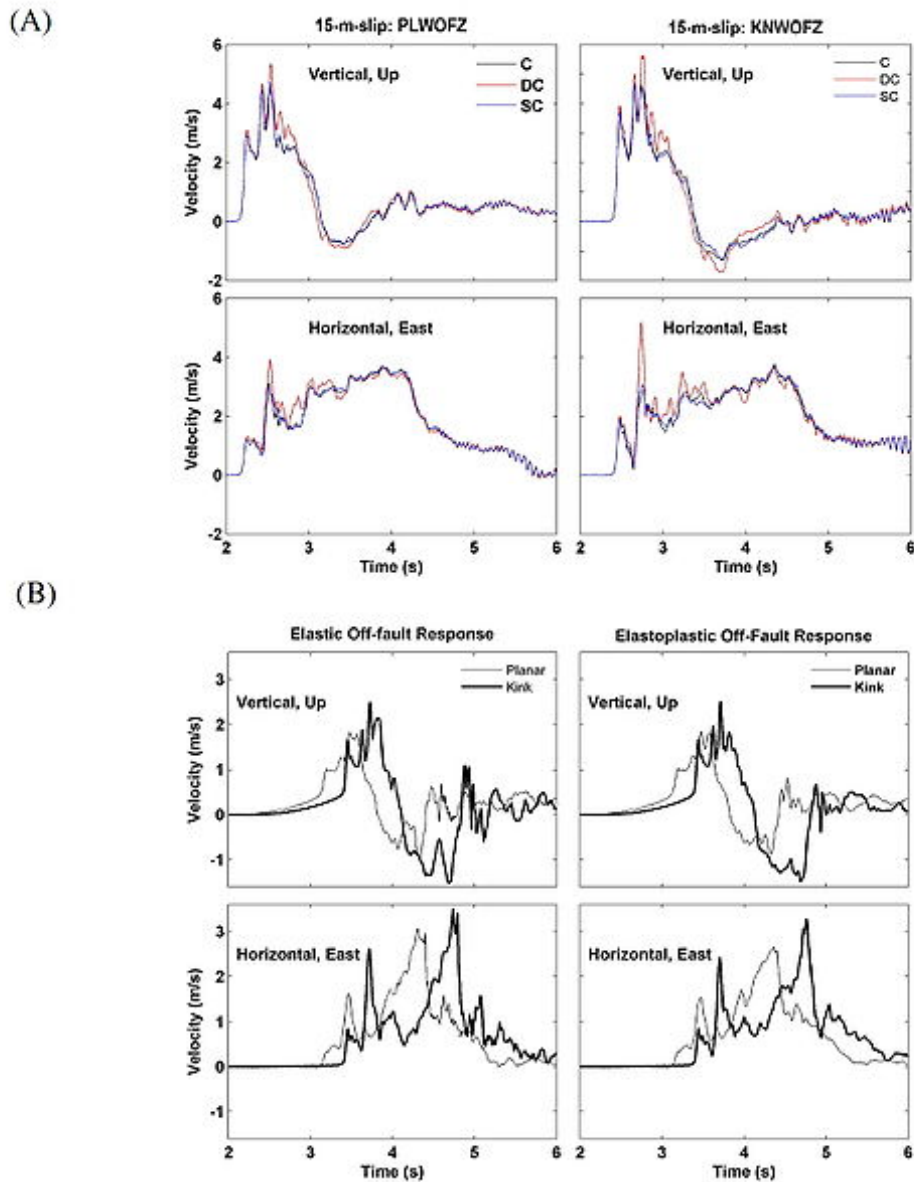 (A)
15-m-slip: PLWOFZ
15-m-slip: KNWOFZ
6
4
2
0
-2
Velocity (m/s)
Vertical, Up
C
DC
SC
Vertical, Up
C
DC
SC
6
4
2
0
-2
Velocity (m/s)
Horizontal, East
Horizontal, East
2 3 4 5 6
2 3 4 5 6
Time (s)
Time (s)
(B)
Elastic Off-fault Response
Elastoplastic Off-Fault Response
3
2
1
0
-1
Velocity (m/s)
Vertical, Up
Planar
Kink
Vertical, Up
Planar
Kink
3
2
1
0
-1
Velocity (m/s)
Horizontal, East
Horizontal, East
2 3 4 5 6
2 3 4 5 6
Time (s)
Time (s)